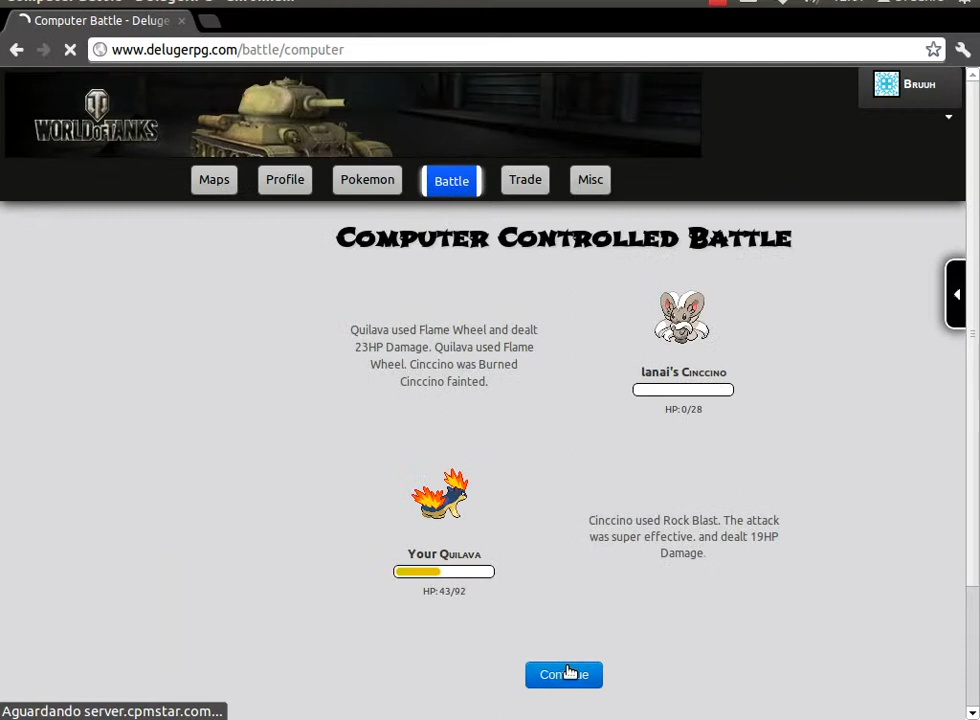 Computer Battle - Deluge
www.delugerpg.com/battle/computer
WORLD OF TANKS
Bruuh
Maps Profile Pokemon Battle Trade Misc
Computer Controlled Battle
Quilava used Flame Wheel and dealt
23HP Damage. Quilava used Flame
Wheel. Cinccino was Burned
Cinccino fainted.
lanai's Cinccino
HP: 0/28
Your Quilava
HP: 43/92
Cinccino used Rock Blast. The attack
was super effective. and dealt 19HP
Damage.
Aguardando server.cpmstar.com...